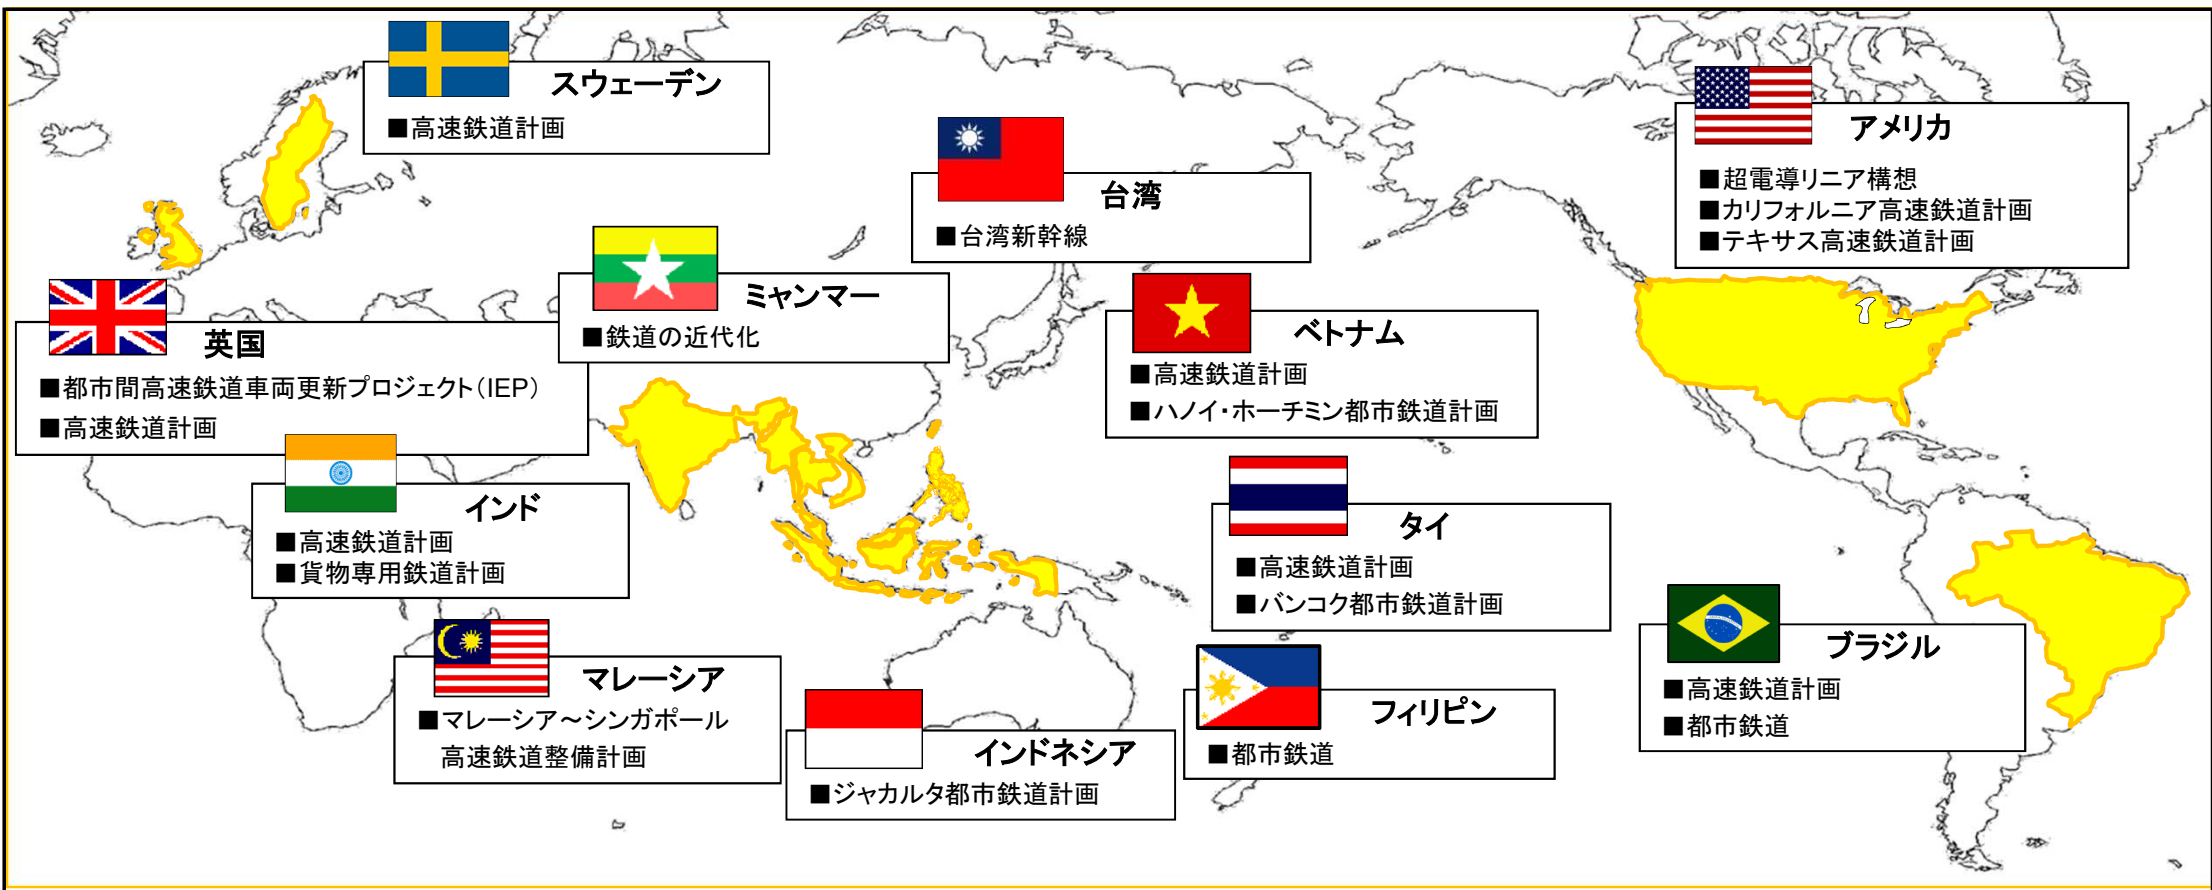 スウェーデン
■高速鉄道計画
アメリカ
■超電導リニア構想
■カリフォルニア高速鉄道計画
■テキサス高速鉄道計画
台湾
■台湾新幹線
ミャンマー
■鉄道の近代化
英国
■都市間高速鉄道車両更新プロジェクト(IEP)
■高速鉄道計画
ベトナム
■高速鉄道計画
■ハノイ・ホーチミン都市鉄道計画
インド
■高速鉄道計画
■貨物専用鉄道計画
タイ
■高速鉄道計画
■バンコク都市鉄道計画
マレーシア
■マレーシア～シンガポール
高速鉄道整備計画
インドネシア
■ジャカルタ都市鉄道計画
フィリピン
■都市鉄道
ブラジル
■高速鉄道計画
■都市鉄道